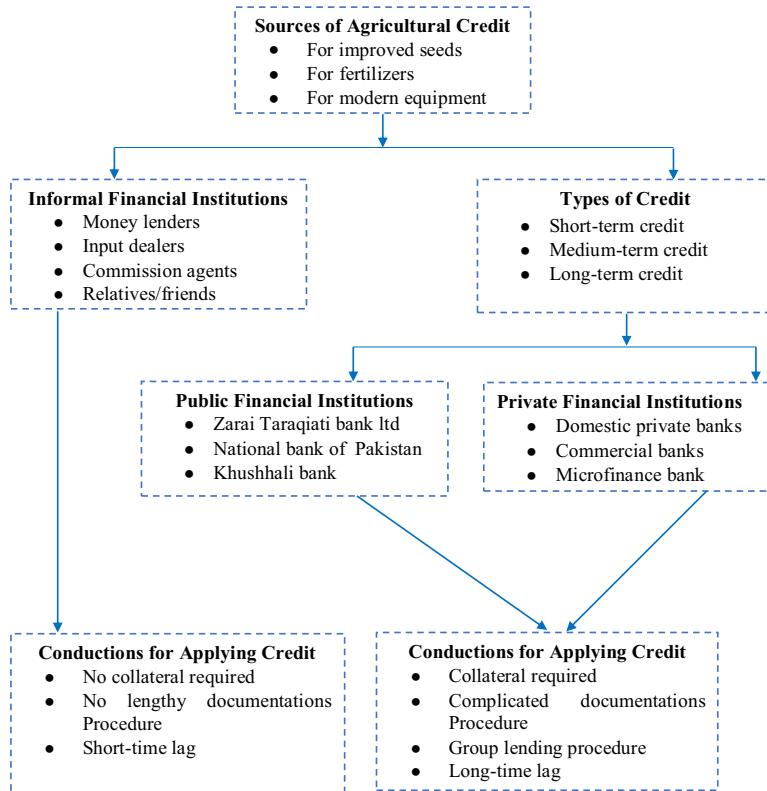 Sources of Agricultural Credit
● For improved seeds
● For fertilizers
● For modern equipment
Informal Financial Institutions
● Money lenders
● Input dealers
● Commission agents
● Relatives/friends
Types of Credit
● Short-term credit
● Medium-term credit
● Long-term credit
Public Financial Institutions
● Zarai Taraqiati bank ltd
● National bank of Pakistan
● Khushhali bank
Private Financial Institutions
● Domestic private banks
● Commercial banks
● Microfinance bank
Conductions for Applying Credit
● No collateral required
● No lengthy documentations
Procedure
● Short-time lag
Conductions for Applying Credit
● Collateral required
● Complicated documentations
Procedure
● Group lending procedure
● Long-time lag